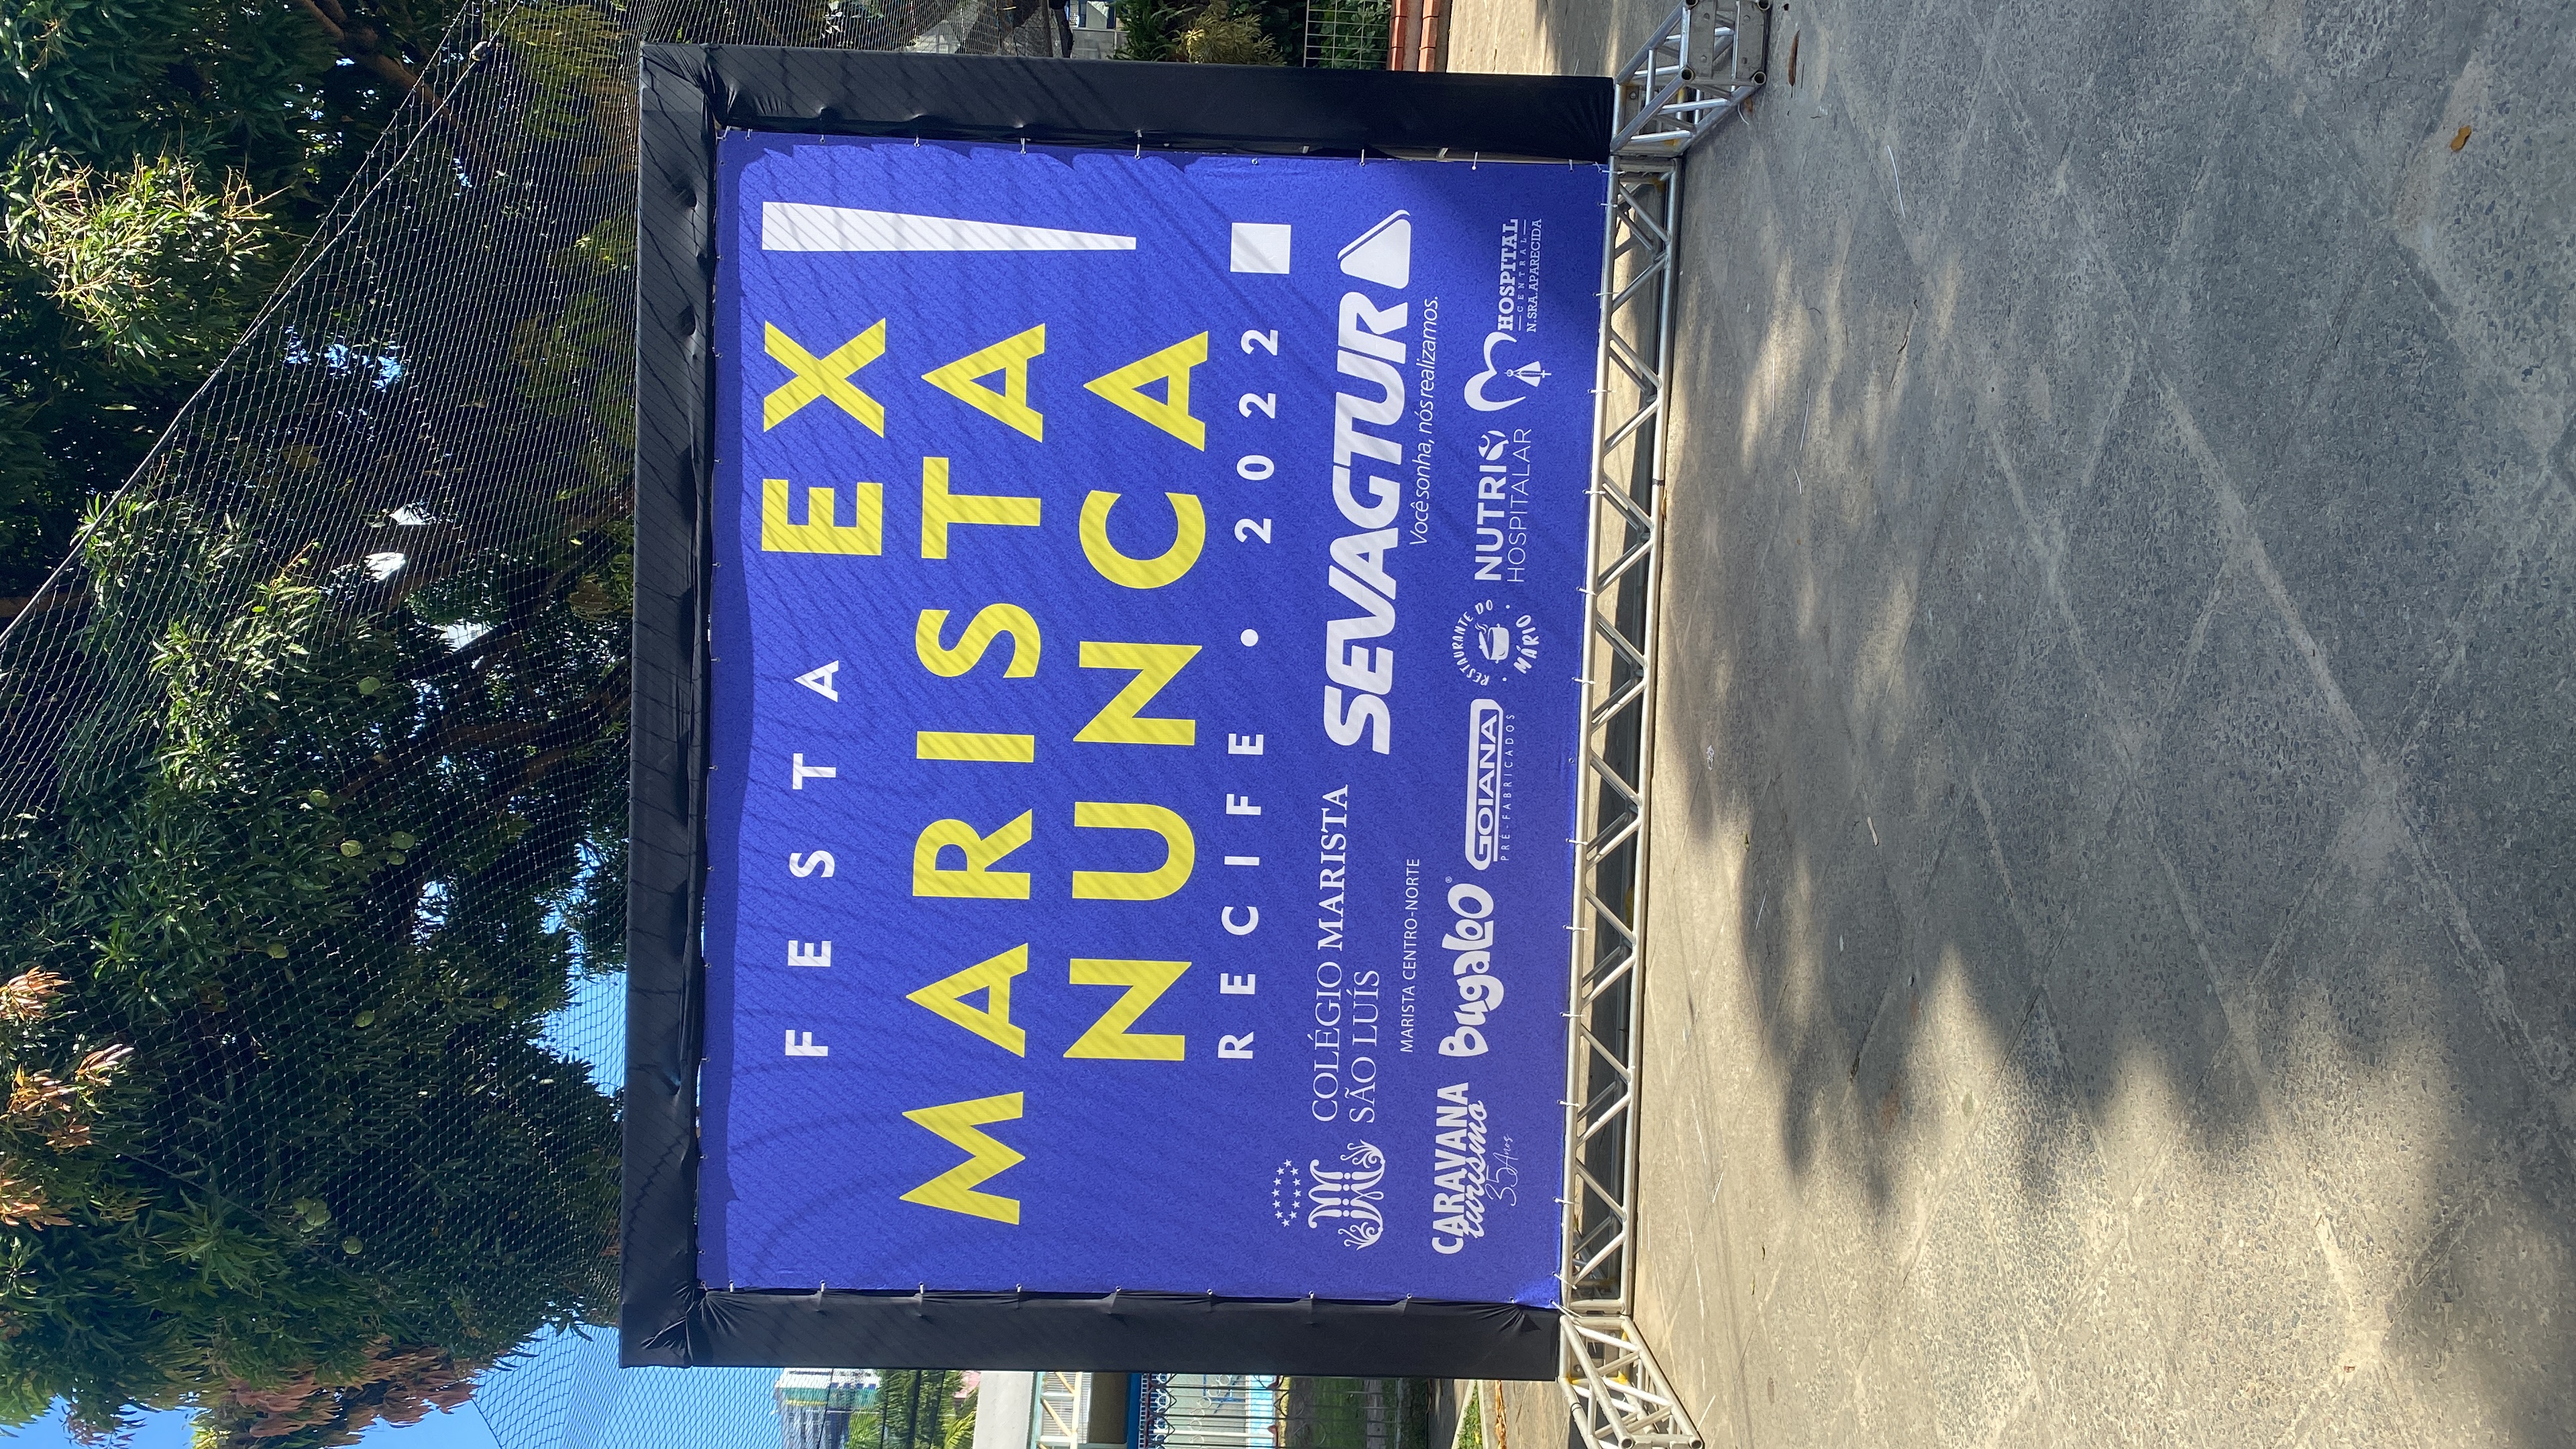 FESTA EX
MARISTA
NUNCA!
RECIFE • 2022
COLÉGIO MARISTA
SÃO LUÍS
MARISTA CENTRO-NORTE
SEVAGTUR
Você sonha, nós realizamos.
CARAVANA
turismo
35 Anos
Bugaloo®
GOIANA
PRÉ-FABRICADOS
RESTAURANTE DO
MÁRIO
NUTRI
HOSPITALAR
HOSPITAL
CENTRAL
N.SRA.APARECIDA